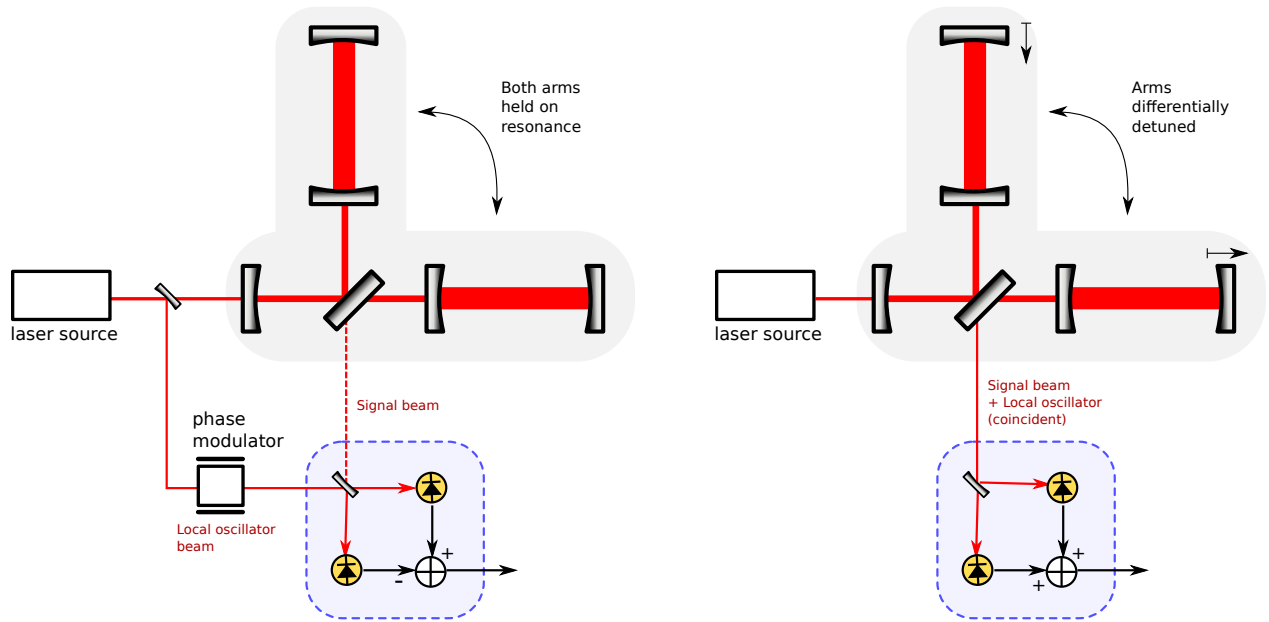 Both arms
held on
resonance
laser source
Signal beam
phase
modulator
Local oscillator
beam
+
-
Arms
differentially
detuned
laser source
Signal beam
+ Local oscillator
(coincident)
+
+